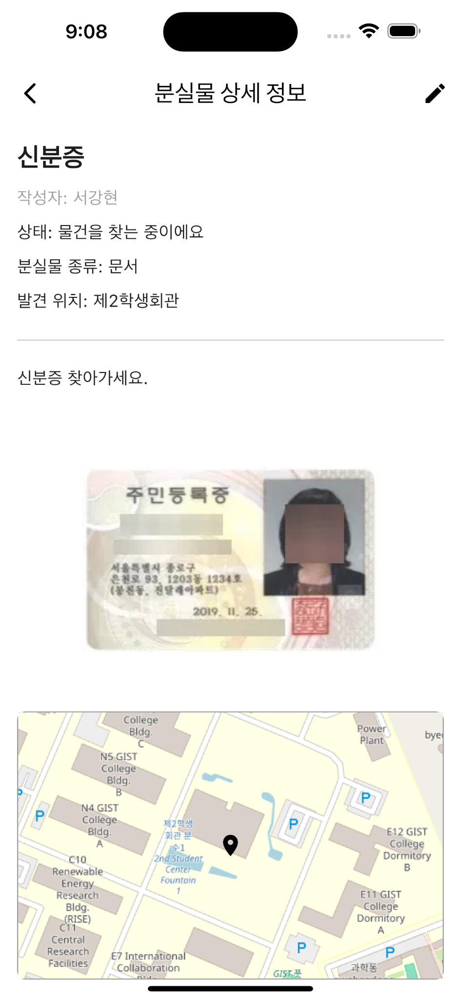 9:08
분실물 상세 정보
신분증
작성자: 서강현
상태: 물건을 찾는 중이에요
분실물 종류: 문서
발견 위치: 제2학생회관
신분증 찾아가세요.
주민등록증
서울특별시 종로구
은천로 93, 1203동 1234호
(봉천동, 진달래아파트)
2019. 11. 25.
College
Bldg.
C
Power
Plant
N5 GIST
College
Bldg.
B
P
N4 GIST
College
Bldg.
A
P
제2학생
회관 분
수1
2nd Student
Center
Fountain
1
P
P
E12 GIST
College
Dormitory
B
C10
Renewable
Energy
Research
Bldg.
(RISE)
E11 GIST
College
Dormitory
A
C11
Central
Research
Facilities
E7 International
Collaboration
P
P
과학동
GIST 풋